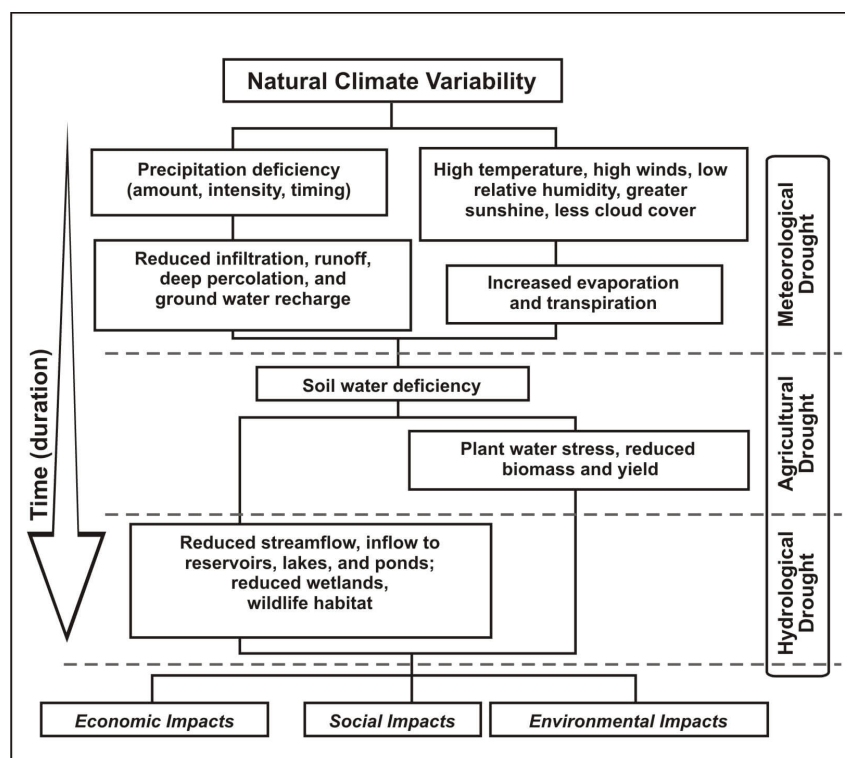 Natural Climate Variability
Precipitation deficiency
(amount, intensity, timing)
High temperature, high winds, low
relative humidity, greater
sunshine, less cloud cover
Reduced infiltration, runoff,
deep percolation, and
ground water recharge
Increased evaporation
and transpiration
Meteorological
Drought
Time (duration)
Soil water deficiency
Plant water stress, reduced
biomass and yield
Agricultural
Drought
Reduced streamflow, inflow to
reservoirs, lakes, and ponds;
reduced wetlands,
wildlife habitat
Hydrological
Drought
Economic Impacts
Social Impacts
Environmental Impacts